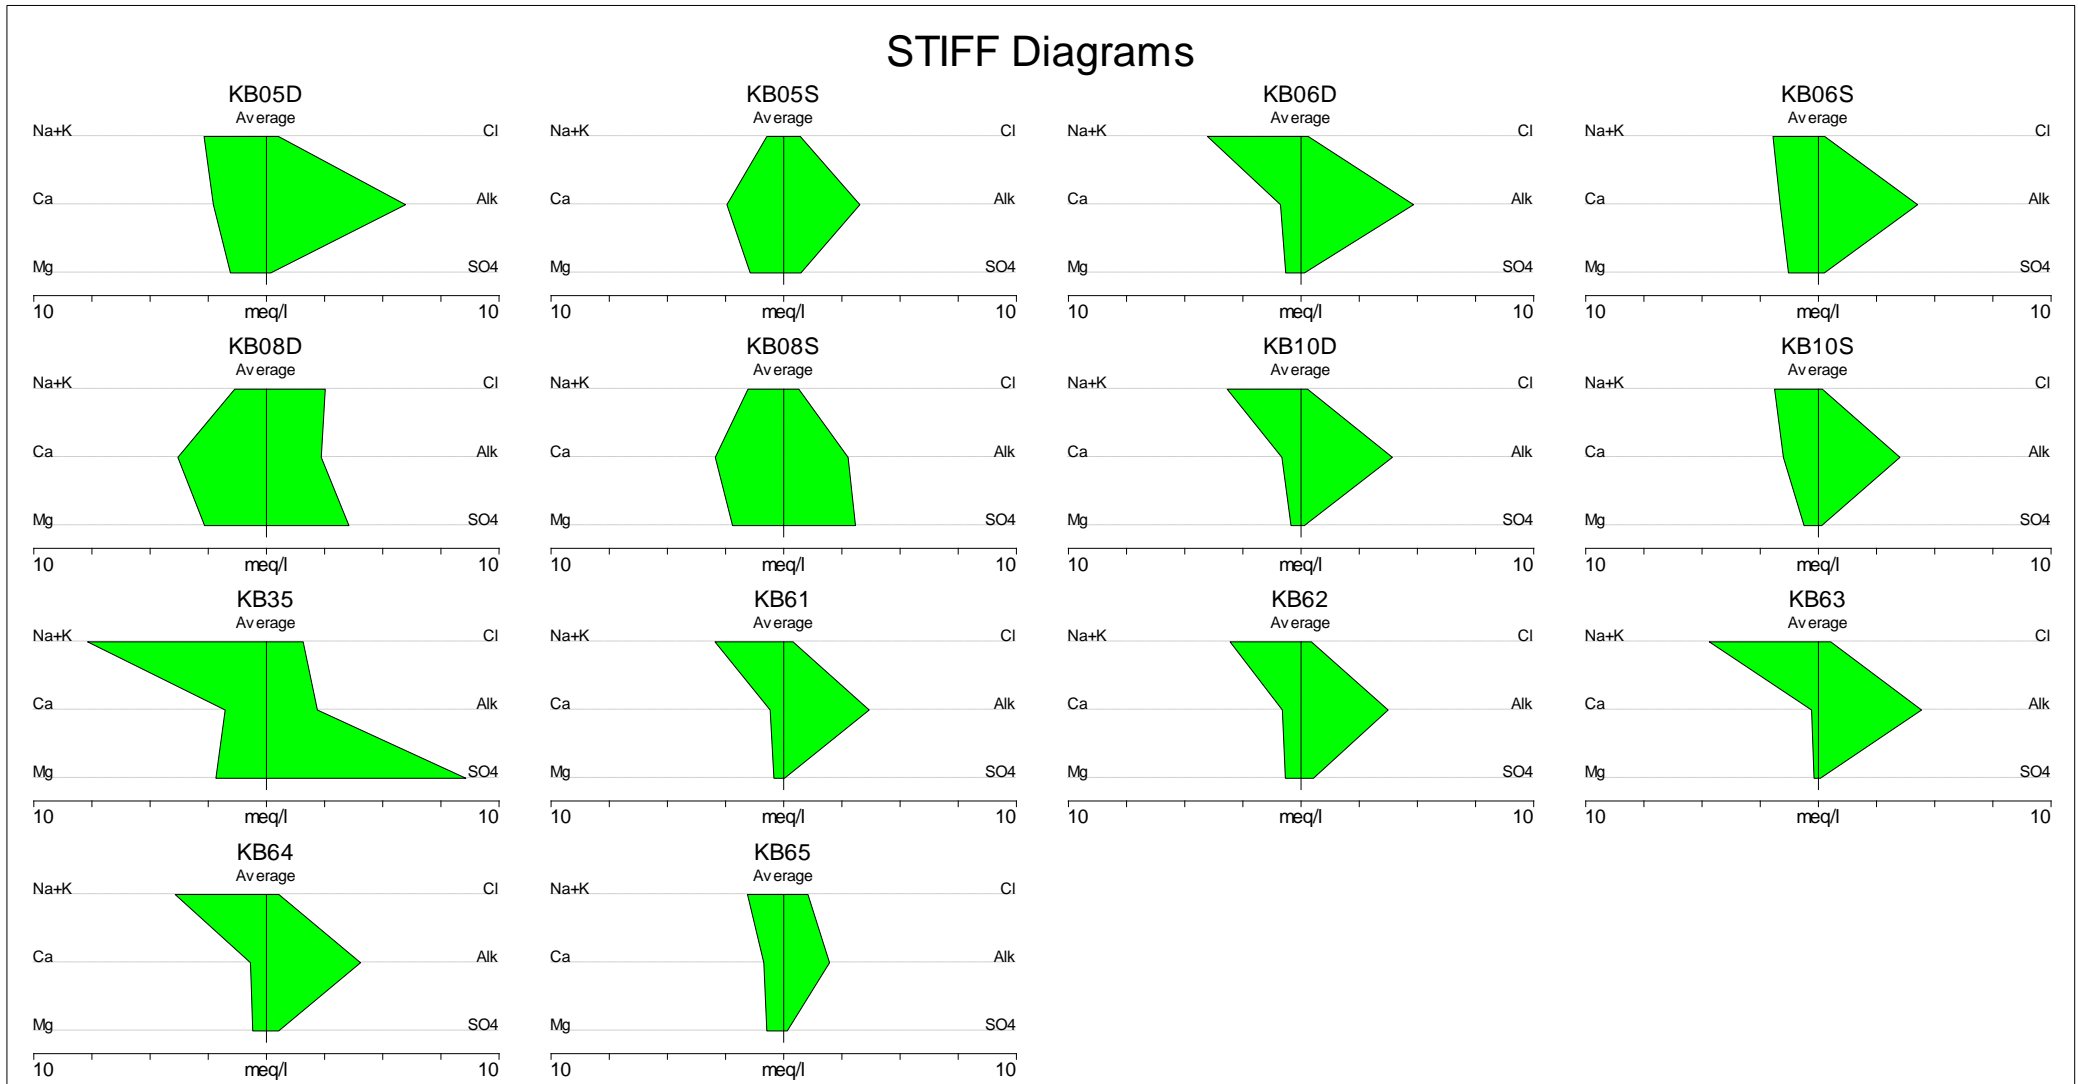 STIFF Diagrams
KB05D KB05S KB06D KB06S
Average Average Average Average
Na+K Cl Na+K Cl Na+K Cl Na+K Cl
Ca Alk Ca Alk Ca Alk Ca Alk
Mg SO4 Mg SO4 Mg SO4 Mg SO4
10 meq/l 10 10 meq/l 10 10 meq/l 10 10 meq/l 10
KB08D KB08S KB10D KB10S
Average Average Average Average
Na+K Cl Na+K Cl Na+K Cl Na+K Cl
Ca Alk Ca Alk Ca Alk Ca Alk
Mg SO4 Mg SO4 Mg SO4 Mg SO4
10 meq/l 10 10 meq/l 10 10 meq/l 10 10 meq/l 10
KB35 KB61 KB62 KB63
Average Average Average Average
Na+K Cl Na+K Cl Na+K Cl Na+K Cl
Ca Alk Ca Alk Ca Alk Ca Alk
Mg SO4 Mg SO4 Mg SO4 Mg SO4
10 meq/l 10 10 meq/l 10 10 meq/l 10 10 meq/l 10
KB64 KB65
Average Average
Na+K Cl Na+K Cl
Ca Alk Ca Alk
Mg SO4 Mg SO4
10 meq/l 10 10 meq/l 10